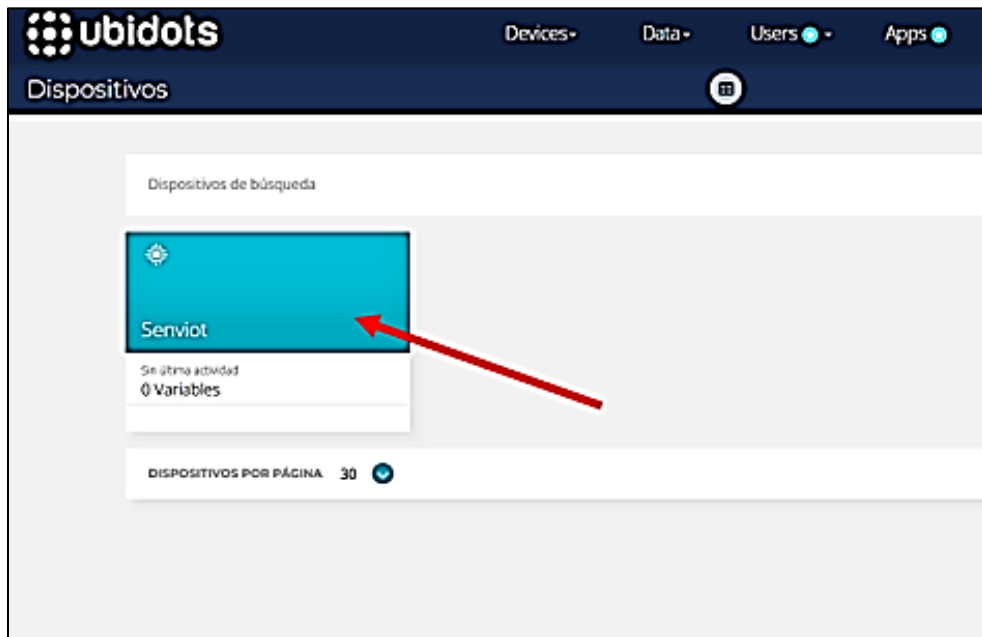 ubidots
Devices Data Users Apps
Dispositivos
Dispositivos de búsqueda
Senviot
Sin última actividad
0 Variables
DISPOSITIVOS POR PÁGINA 30